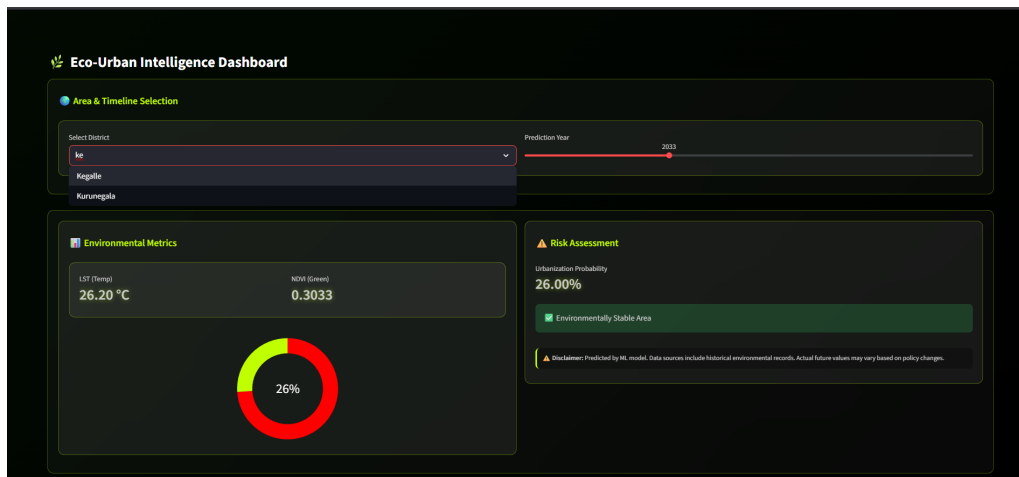 🌿 Eco-Urban Intelligence Dashboard
🌏 Area & Timeline Selection
Select District
ke
Kegalle
Kurunegala
Prediction Year
2033
📊 Environmental Metrics
LST (Temp)
26.20 °C
NDVI (Green)
0.3033
26%
⚠️ Risk Assessment
Urbanization Probability
26.00%
✅ Environmentally Stable Area
⚠️ Disclaimer: Predicted by ML model. Data sources include historical environmental records. Actual future values may vary based on policy changes.